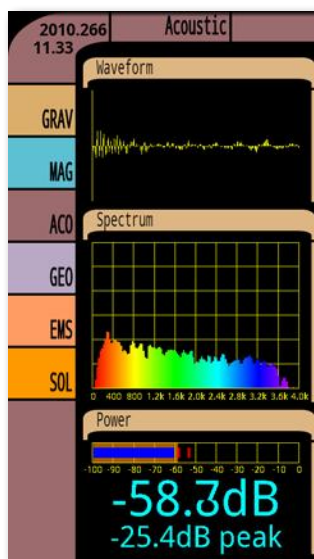 2010.266
11.33
Acoustic
GRAV
MAG
ACO
GEO
EMS
SOL
Waveform
Spectrum
0 400 800 1.2k 1.6k 2.0k 2.4k 2.8k 3.2k 3.6k 4.0k
Power
-100 -90 -80 -70 -60 -50 -40 -30 -20 -10 0
-58.3dB
-25.4dB peak